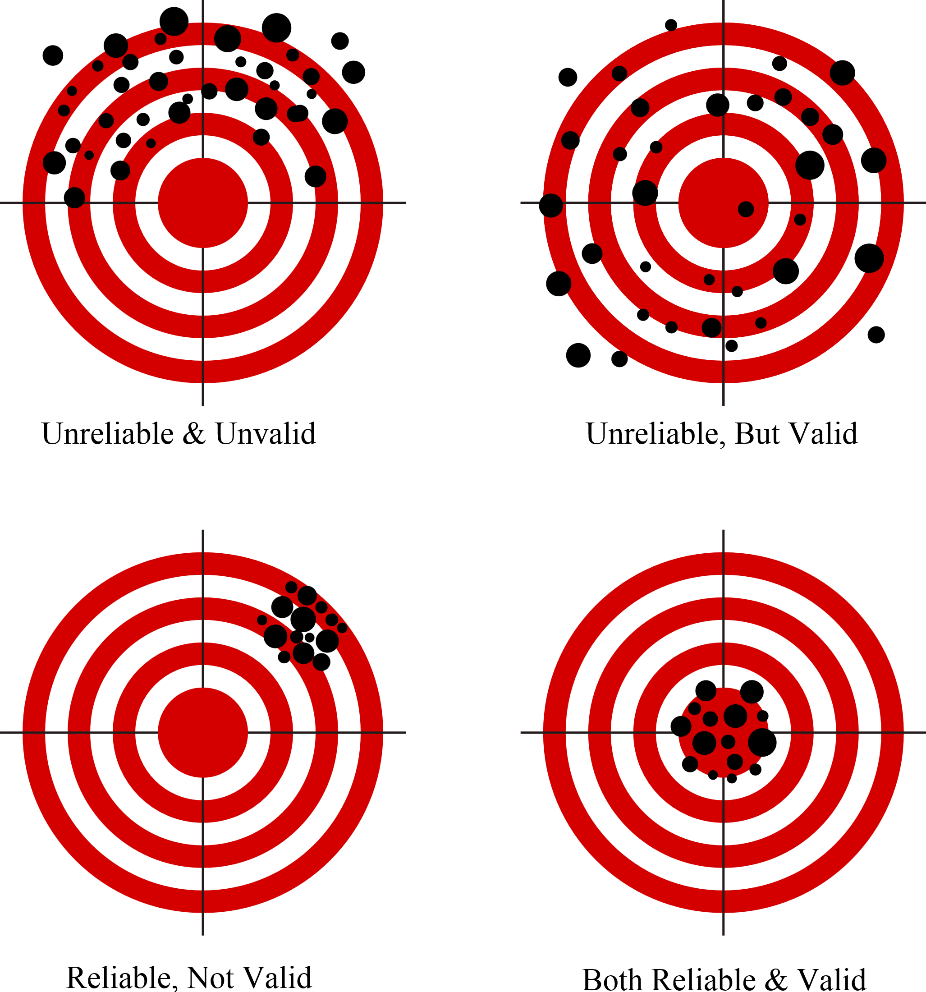 Unreliable & Unvalid
Unreliable, But Valid
Reliable, Not Valid
Both Reliable & Valid